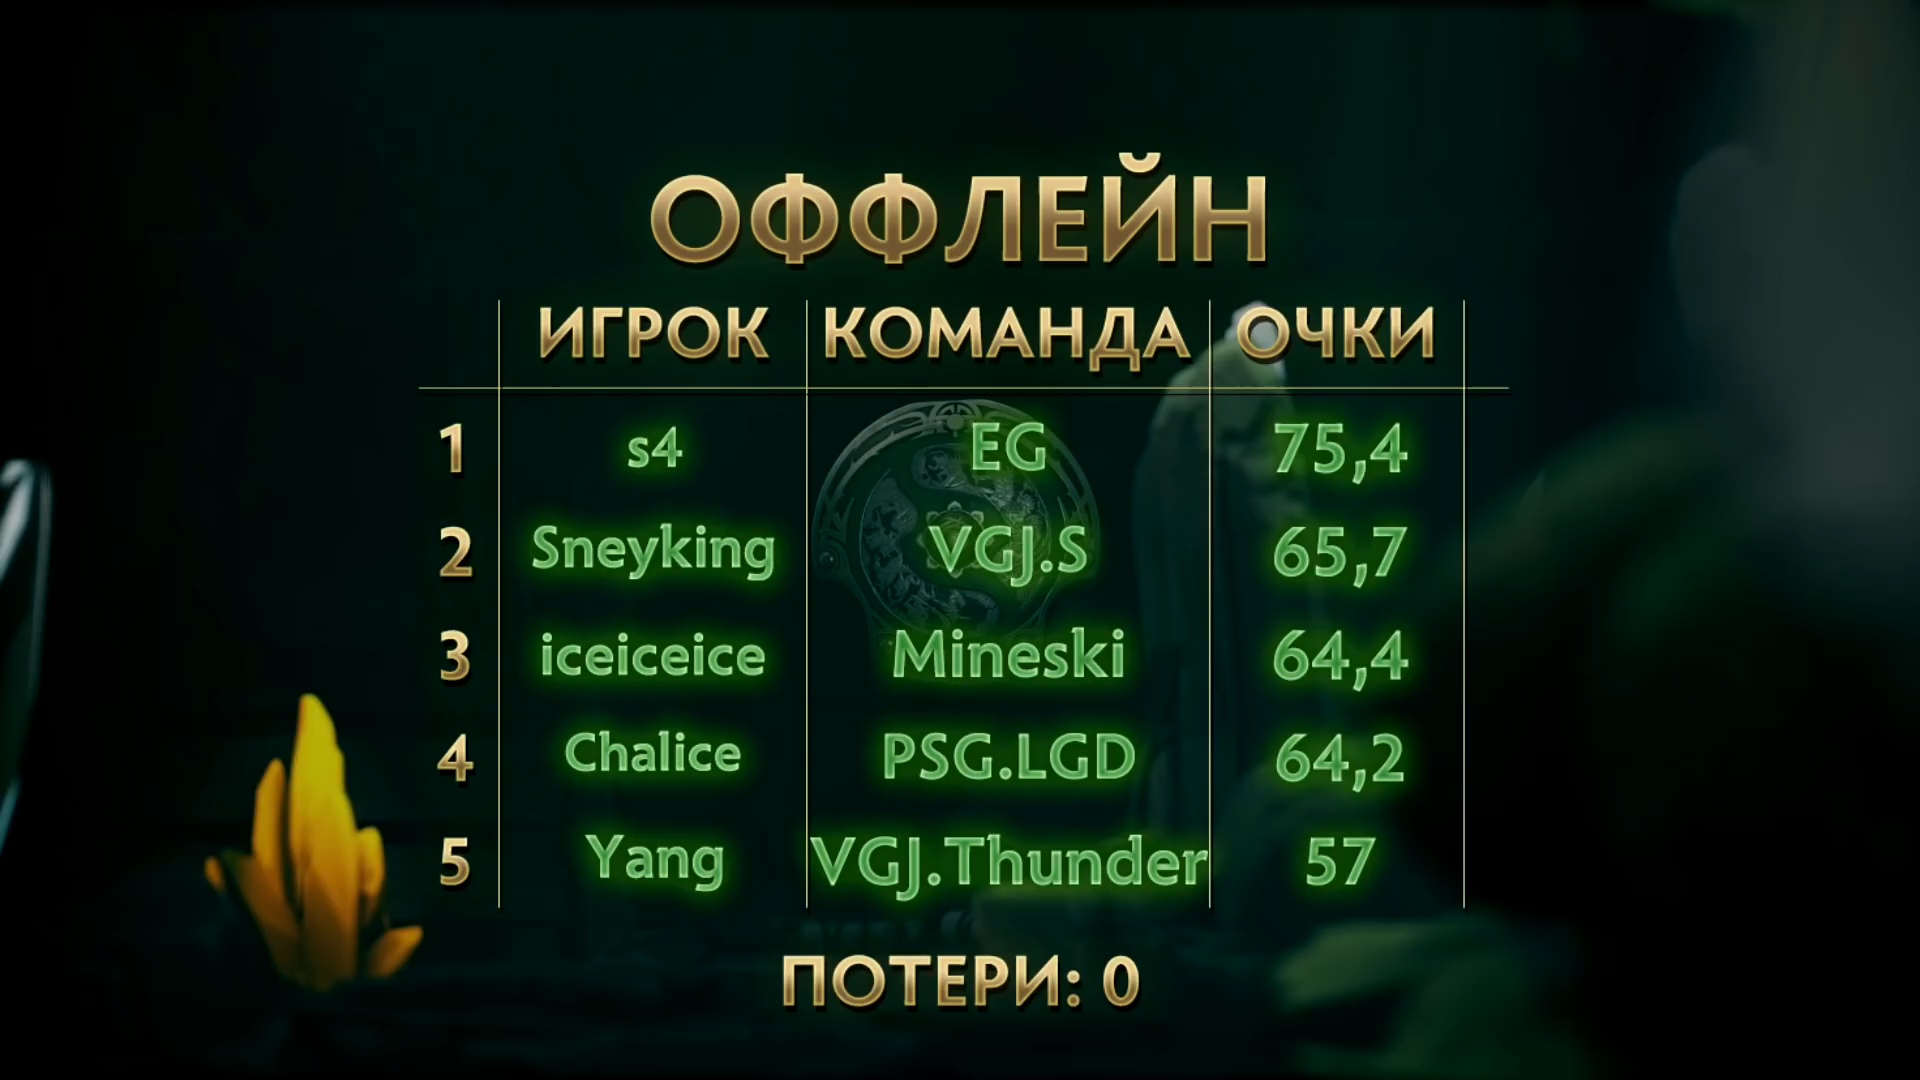 ОФФЛЕЙН
ИГРОК КОМАНДА ОЧКИ
1 s4 EG 75,4
2 Sneyking VGJ.S 65,7
3 iceiceice Mineski 64,4
4 Chalice PSG.LGD 64,2
5 Yang VGJ.Thunder 57
ПОТЕРИ: 0